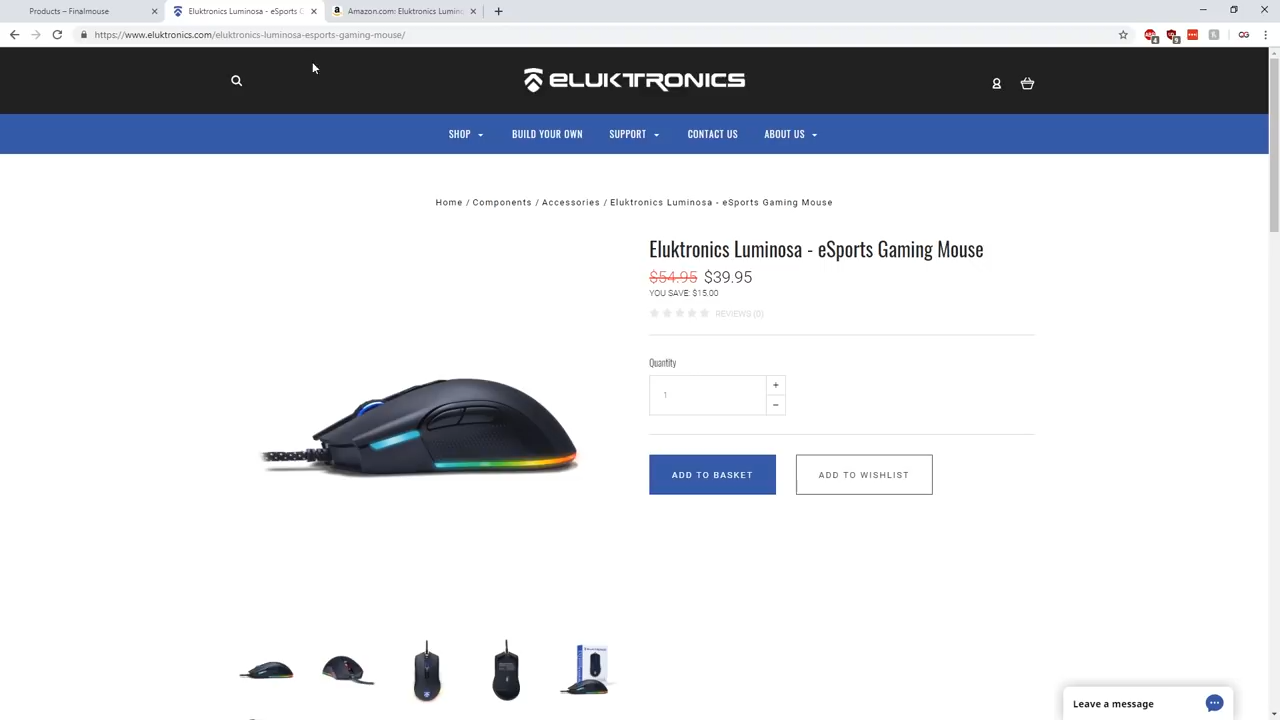 Products – Finalmouse
Eluktronics Luminosa - eSports G
Amazon.com: Eluktronics Lumino
https://www.eluktronics.com/eluktronics-luminosa-esports-gaming-mouse/
ELUKTRONICS
SHOP
BUILD YOUR OWN
SUPPORT
CONTACT US
ABOUT US
Home / Components / Accessories / Eluktronics Luminosa - eSports Gaming Mouse
Eluktronics Luminosa - eSports Gaming Mouse
$54.95 $39.95
YOU SAVE: $15.00
REVIEWS (0)
Quantity
1
+
−
ADD TO BASKET
ADD TO WISHLIST
Leave a message